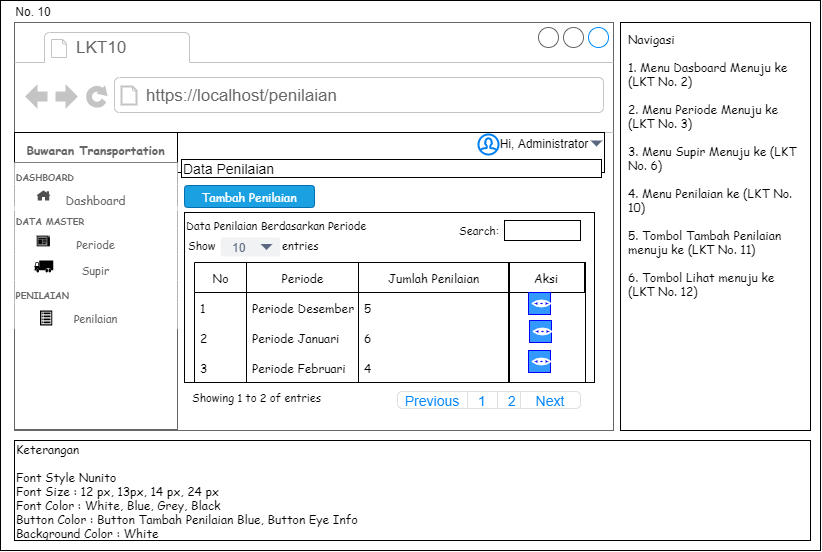 No. 10
LKT10
https://localhost/penilaian
Buwaran Transportation
Hi, Administrator
DASHBOARD
Dashboard
DATA MASTER
Periode
Supir
PENILAIAN
Penilaian
Data Penilaian
Tambah Penilaian
Data Penilaian Berdasarkan Periode
Search:
Show 10 entries
No Periode Jumlah Penilaian Aksi
1 Periode Desember 5
2 Periode Januari 6
3 Periode Februari 4
Showing 1 to 2 of entries
Previous 1 2 Next
Navigasi
1. Menu Dasboard Menuju ke
(LKT No. 2)
2. Menu Periode Menuju ke
(LKT No. 3)
3. Menu Supir Menuju ke (LKT
No. 6)
4. Menu Penilaian ke (LKT No.
10)
5. Tombol Tambah Penilaian
menuju ke (LKT No. 11)
6. Tombol Lihat menuju ke
(LKT No. 12)
Keterangan
Font Style Nunito
Font Size : 12 px, 13px, 14 px, 24 px
Font Color : White, Blue, Grey, Black
Button Color : Button Tambah Penilaian Blue, Button Eye Info
Background Color : White